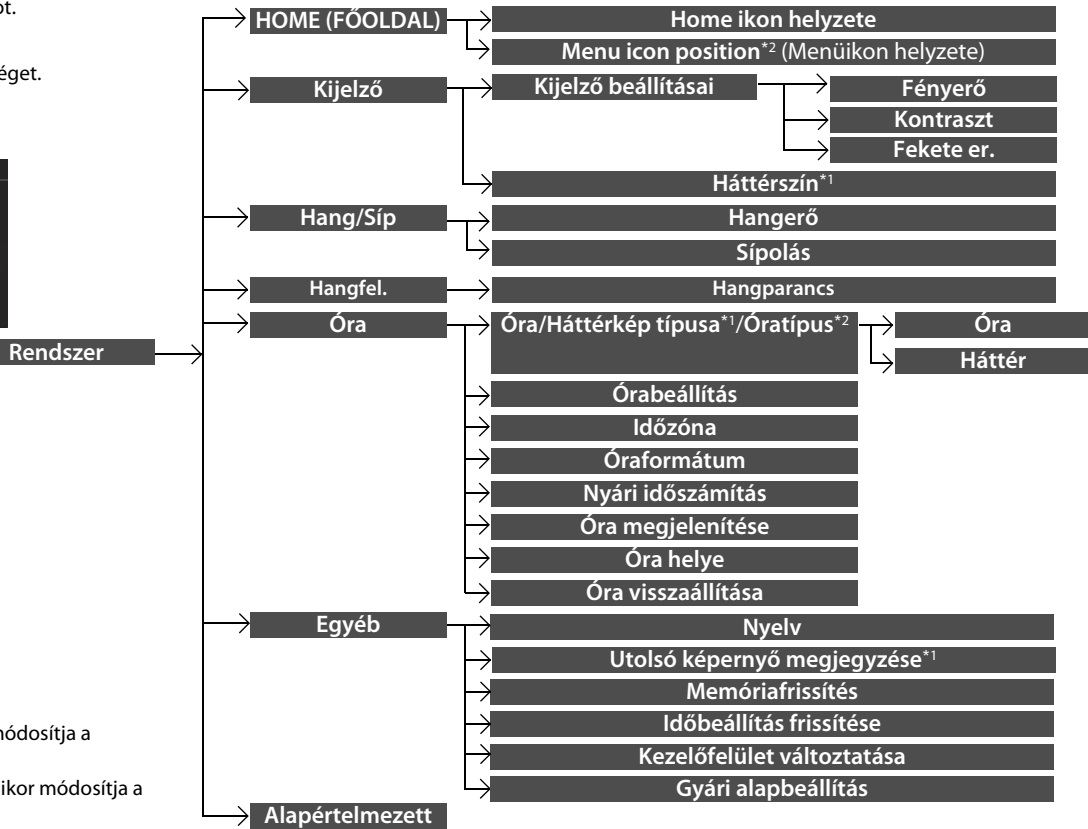 ot.
éget.
HOME (FŐOLDAL)
Home ikon helyzete
Menu icon position*2 (Menüikon helyzete)
Kijelző
Kijelző beállításai
Fényerő
Kontraszt
Fekete er.
Háttérszín*1
Hang/Síp
Hangerő
Sípolás
Hangfel.
Hangparancs
Óra
Óra/Háttérkép típusa*1/Óratípus*2
Óra
Háttér
Rendszer
Órabeállítás
Időzóna
Óraformátum
Nyári időszámítás
Óra megjelenítése
Óra helye
Óra visszaállítása
Egyéb
Nyelv
Utolsó képernyő megjegyzése*1
Memóriafrissítés
Időbeállítás frissítése
Kezelőfelület változtatása
Gyári alapbeállítás
módosítja a
ikor módosítja a
Alapértelmezett